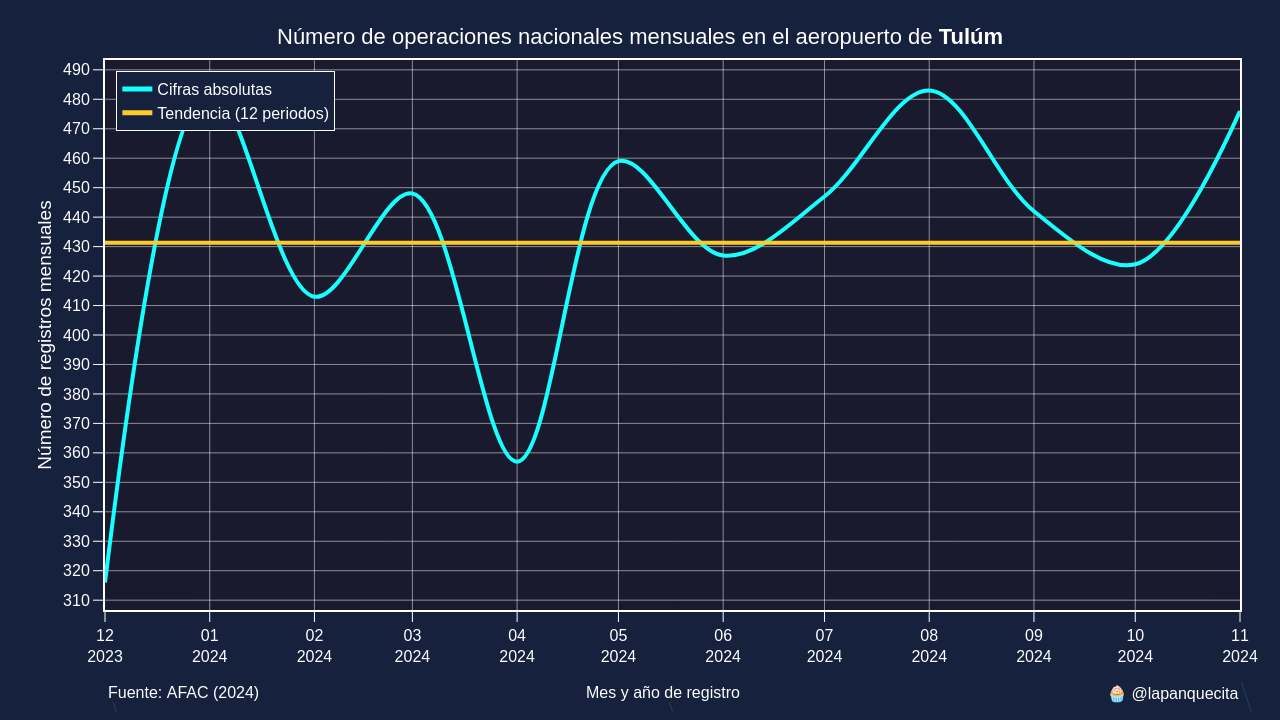 Número de operaciones nacionales mensuales en el aeropuerto de Tulúm
Cifras absolutas
Tendencia (12 periodos)
Número de registros mensuales
490
480
470
460
450
440
430
420
410
400
390
380
370
360
350
340
330
320
310
12 01 02 03 04 05 06 07 08 09 10 11
2023 2024 2024 2024 2024 2024 2024 2024 2024 2024 2024 2024
Fuente: AFAC (2024) Mes y año de registro 🧁 @lapanquecita